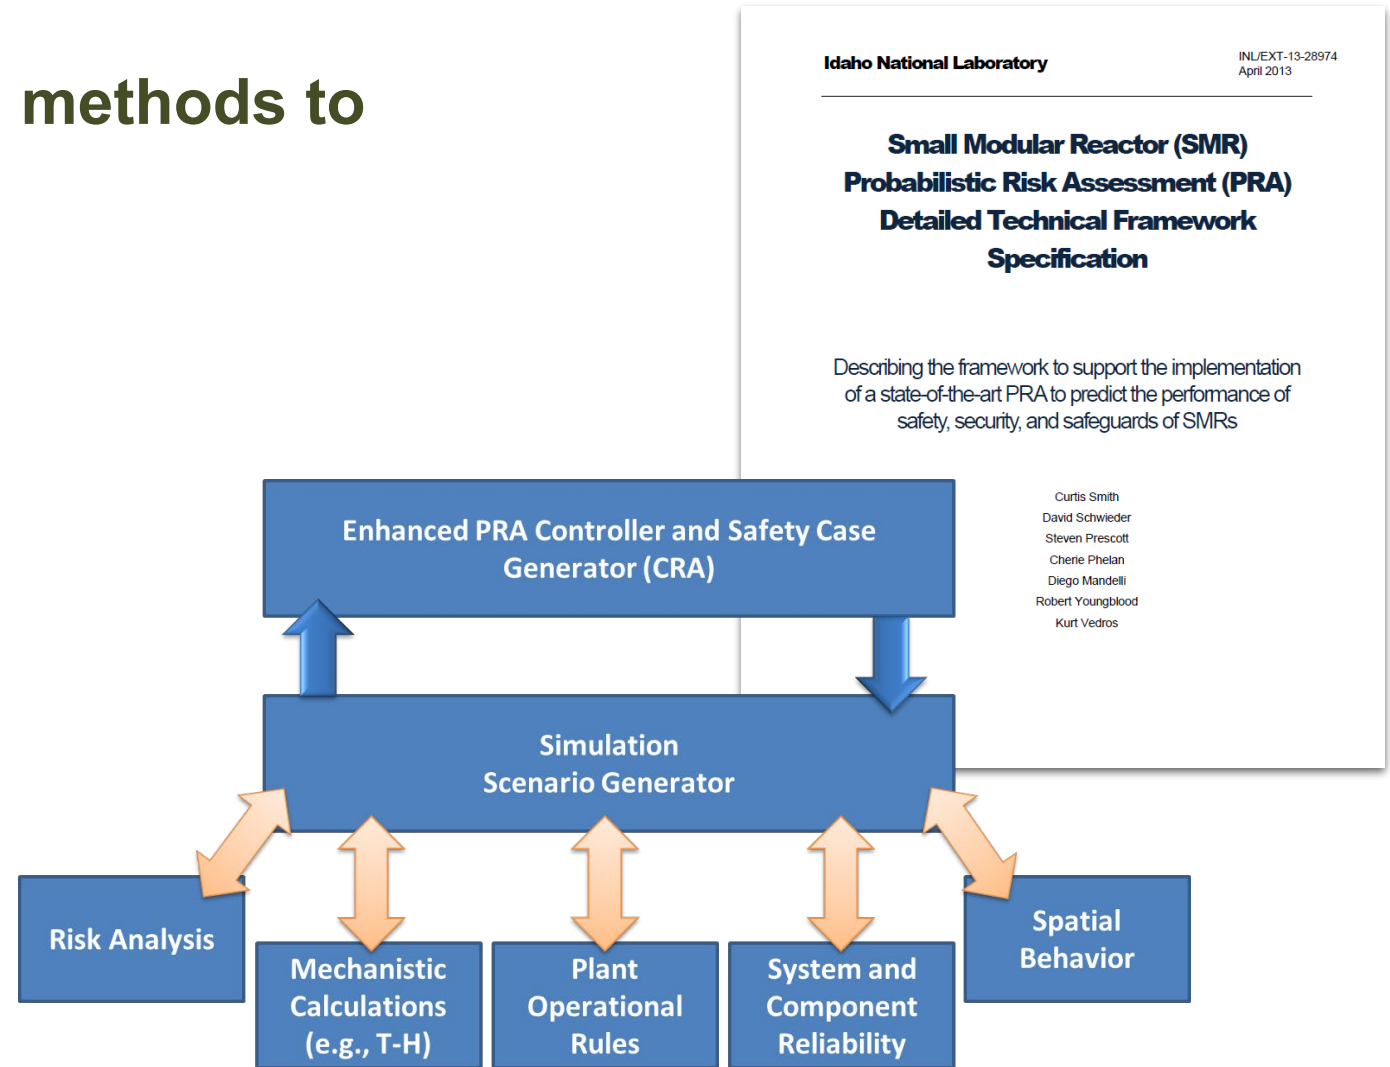 methods to
Idaho National Laboratory
INL/EXT-13-28974
April 2013
Small Modular Reactor (SMR)
Probabilistic Risk Assessment (PRA)
Detailed Technical Framework
Specification
Describing the framework to support the implementation
of a state-of-the-art PRA to predict the performance of
safety, security, and safeguards of SMRs
Curtis Smith
David Schwieder
Steven Prescott
Cherie Phelan
Diego Mandelli
Robert Youngblood
Kurt Vedros
Enhanced PRA Controller and Safety Case
Generator (CRA)
Simulation
Scenario Generator
Risk Analysis
Mechanistic
Calculations
(e.g., T-H)
Plant
Operational
Rules
System and
Component
Reliability
Spatial
Behavior